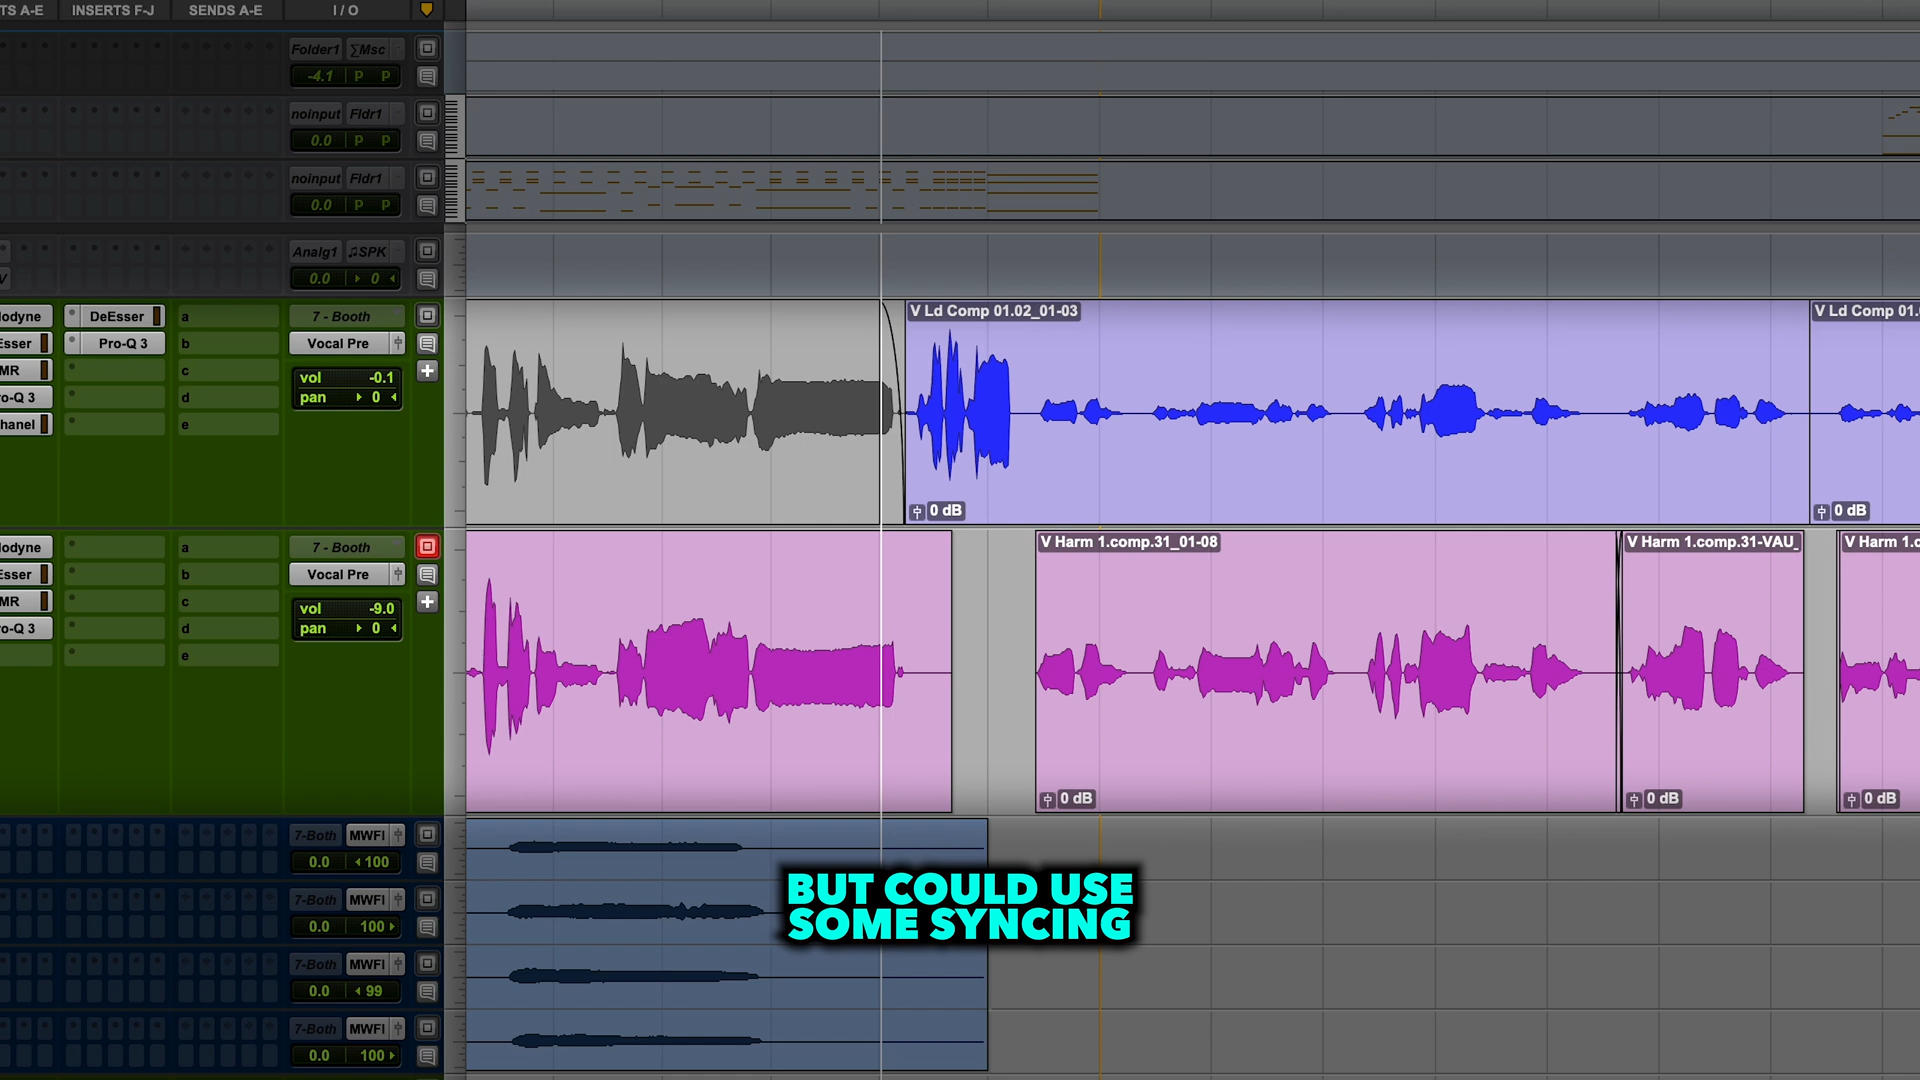 TS A-E INSERTS F-J SENDS A-E I / O
Folder1 ∑Msc
-4.1 P P
noinput Fldr1
0.0 P P
noinput Fldr1
0.0 P P
Analg1 ♫SPK
V 0.0 0
lodyne DeEsser a 7 - Booth
Esser Pro-Q 3 b Vocal Pre
MR c
vol -0.1
ro-Q 3 d
pan 0
hanel e
V Ld Comp 01.02_01-03
V Ld Comp 01.
0 dB
0 dB
lodyne a 7 - Booth
Esser b Vocal Pre
MR c
vol -9.0
ro-Q 3 d
pan 0
e
V Harm 1.comp.31_01-08
V Harm 1.comp.31-VAU_
V Harm 1.c
0 dB
0 dB
0 dB
7-Both MWFI
0.0 100
7-Both MWFI
0.0 100
7-Both MWFI
0.0 99
7-Both MWFI
0.0 100
BUT COULD USE
SOME SYNCING